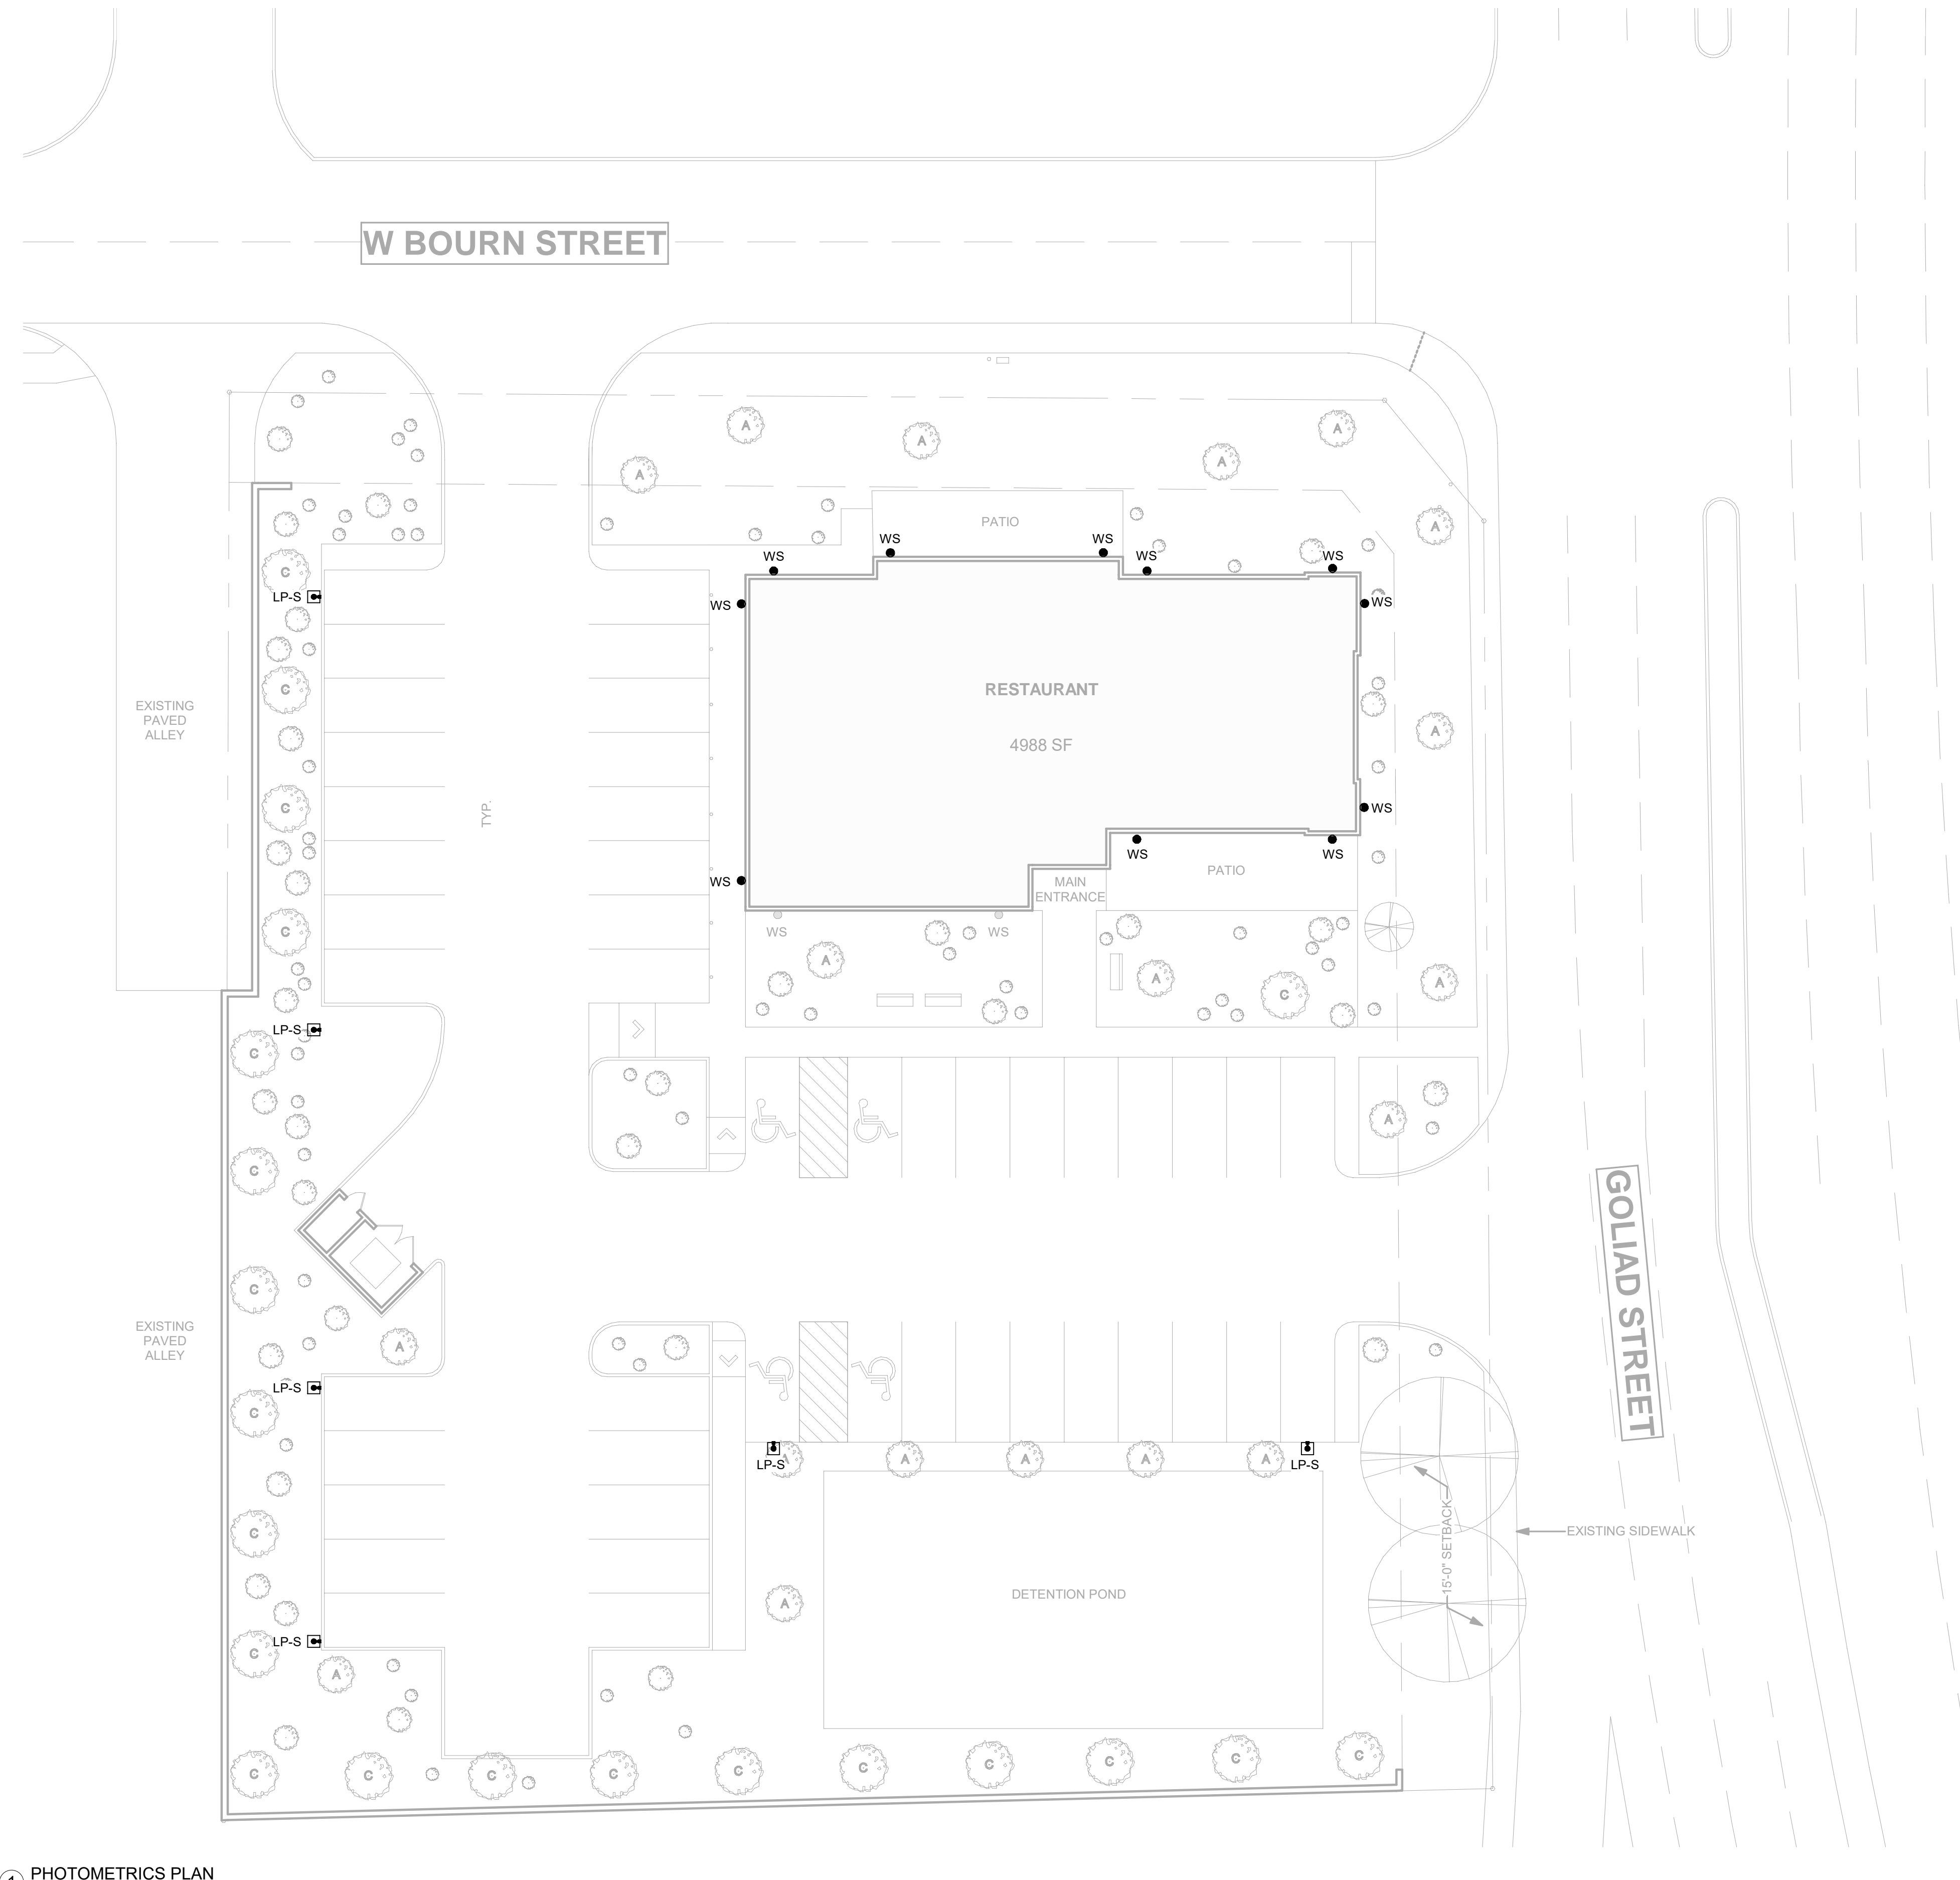 W BOURN STREET
A
A
A
A
A
A
PATIO
A
WS
WS
WS
WS
WS
WS
WS
C
LP-S
C
EXISTING
PAVED
ALLEY
RESTAURANT
4988 SF
A
TYP.
C
WS
WS
WS
WS
PATIO
MAIN
ENTRANCE
C
WS
WS
A
A
C
A
LP-S
C
A
C
GOLIAD STREET
C
EXISTING
PAVED
ALLEY
A
LP-S
C
A
A
A
A
A
LP-S
LP-S
15'-0" SETBACK
EXISTING SIDEWALK
C
DETENTION POND
A
LP-S
C
A
C
C
C
C
C
C
C
C
C
C
PHOTOMETRICS PLAN